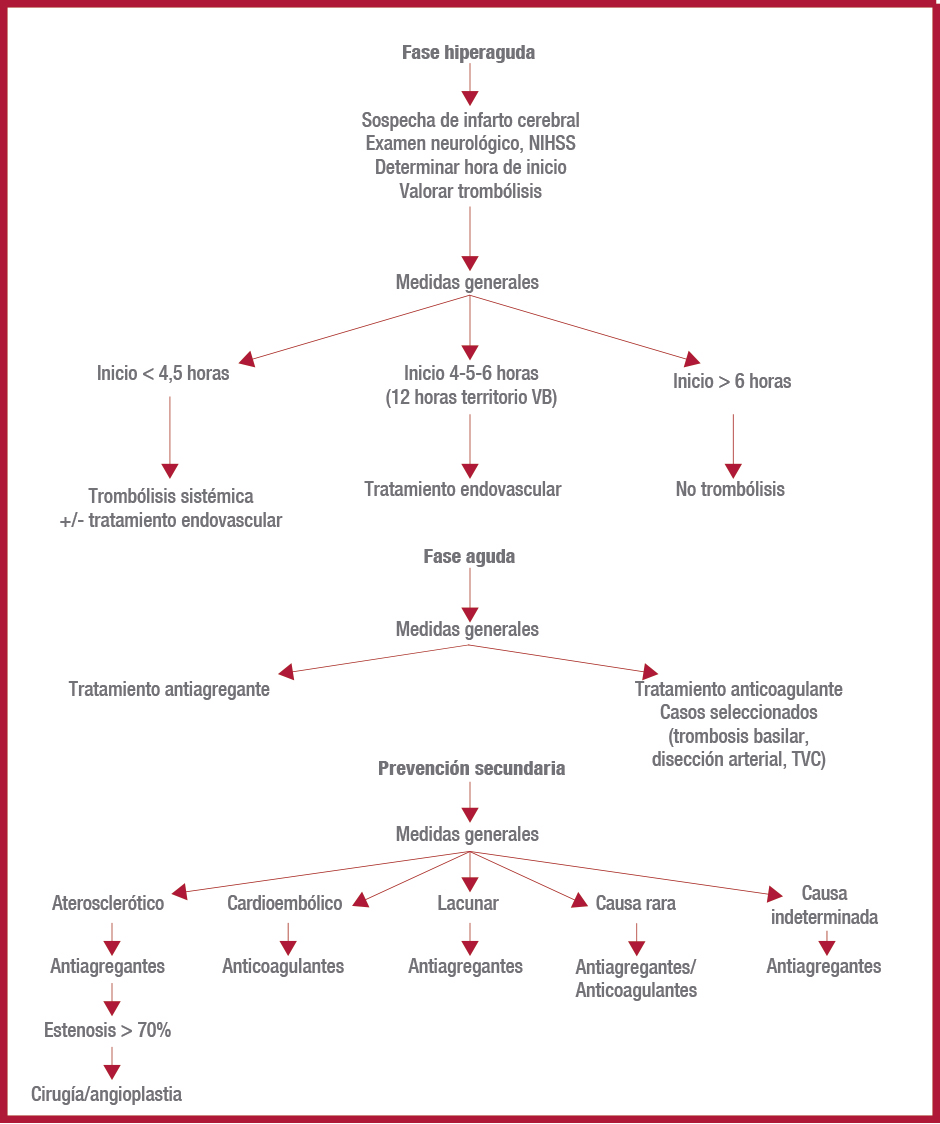 Fase hiperaguda
Sospecha de infarto cerebral
Examen neurológico, NIHSS
Determinar hora de inicio
Valorar trombólisis
Medidas generales
Inicio < 4,5 horas
Inicio 4-5-6 horas
(12 horas territorio VB)
Inicio > 6 horas
Trombólisis sistémica
+/- tratamiento endovascular
Tratamiento endovascular
No trombólisis
Fase aguda
Medidas generales
Tratamiento antiagregante
Tratamiento anticoagulante
Casos seleccionados
(trombosis basilar,
disección arterial, TVC)
Prevención secundaria
Medidas generales
Aterosclerótico
Cardioembólico
Lacunar
Causa rara
Causa
indeterminada
Antiagregantes
Anticoagulantes
Antiagregantes
Antiagregantes/
Anticoagulantes
Antiagregantes
Estenosis > 70%
Cirugía/angioplastia